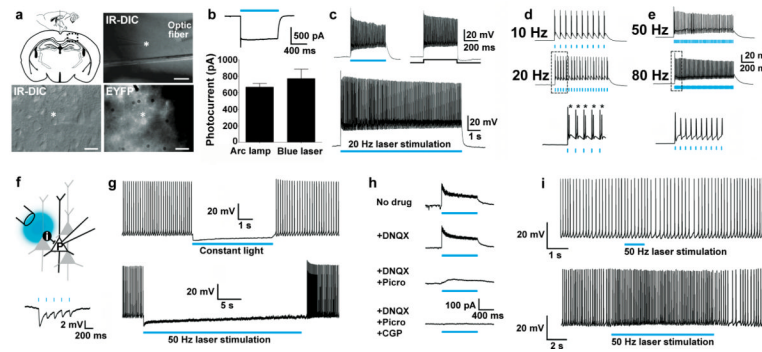 a
IR-DIC
Optic
fiber
*
IR-DIC
*
EYFP
*
b
500 pA
400 ms
Photocurrent (pA)
1000
800
600
400
200
0
Arc lamp
Blue laser
c
20 mV
200 ms
20 mV
1 s
20 Hz laser stimulation
d
10 Hz
20 Hz
* * * * *
e
50 Hz
80 Hz
20 m
200 m
f
i
P
2 mV
200 ms
g
20 mV
1 s
Constant light
20 mV
5 s
50 Hz laser stimulation
h
No drug
+DNQX
+DNQX
+Picro
+DNQX
+Picro
+CGP
100 pA
400 ms
i
20 mV
1 s
50 Hz laser stimulation
20 mV
2 s
50 Hz laser stimulation